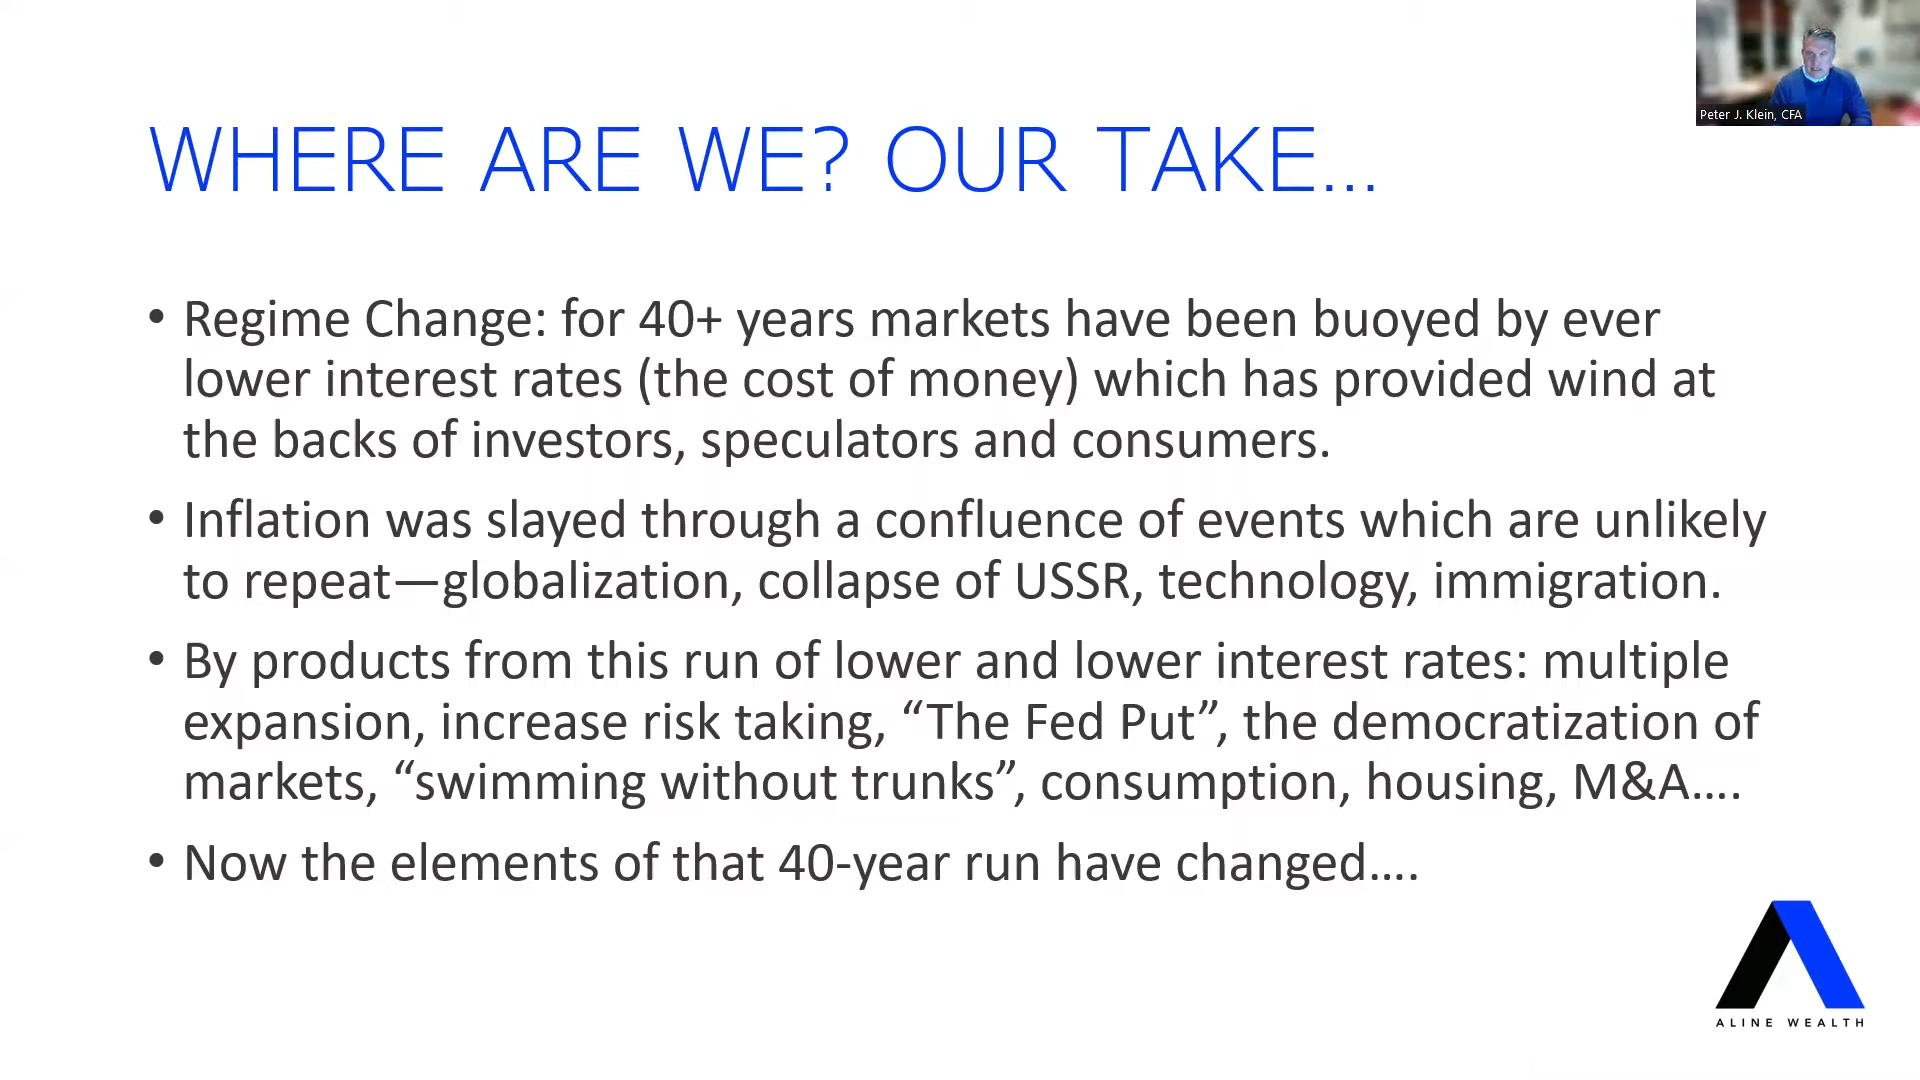 Peter J. Klein, CFA
WHERE ARE WE? OUR TAKE...
• Regime Change: for 40+ years markets have been buoyed by ever
lower interest rates (the cost of money) which has provided wind at
the backs of investors, speculators and consumers.
• Inflation was slayed through a confluence of events which are unlikely
to repeat—globalization, collapse of USSR, technology, immigration.
• By products from this run of lower and lower interest rates: multiple
expansion, increase risk taking, “The Fed Put”, the democratization of
markets, “swimming without trunks”, consumption, housing, M&A....
• Now the elements of that 40-year run have changed....
ALINE WEALTH